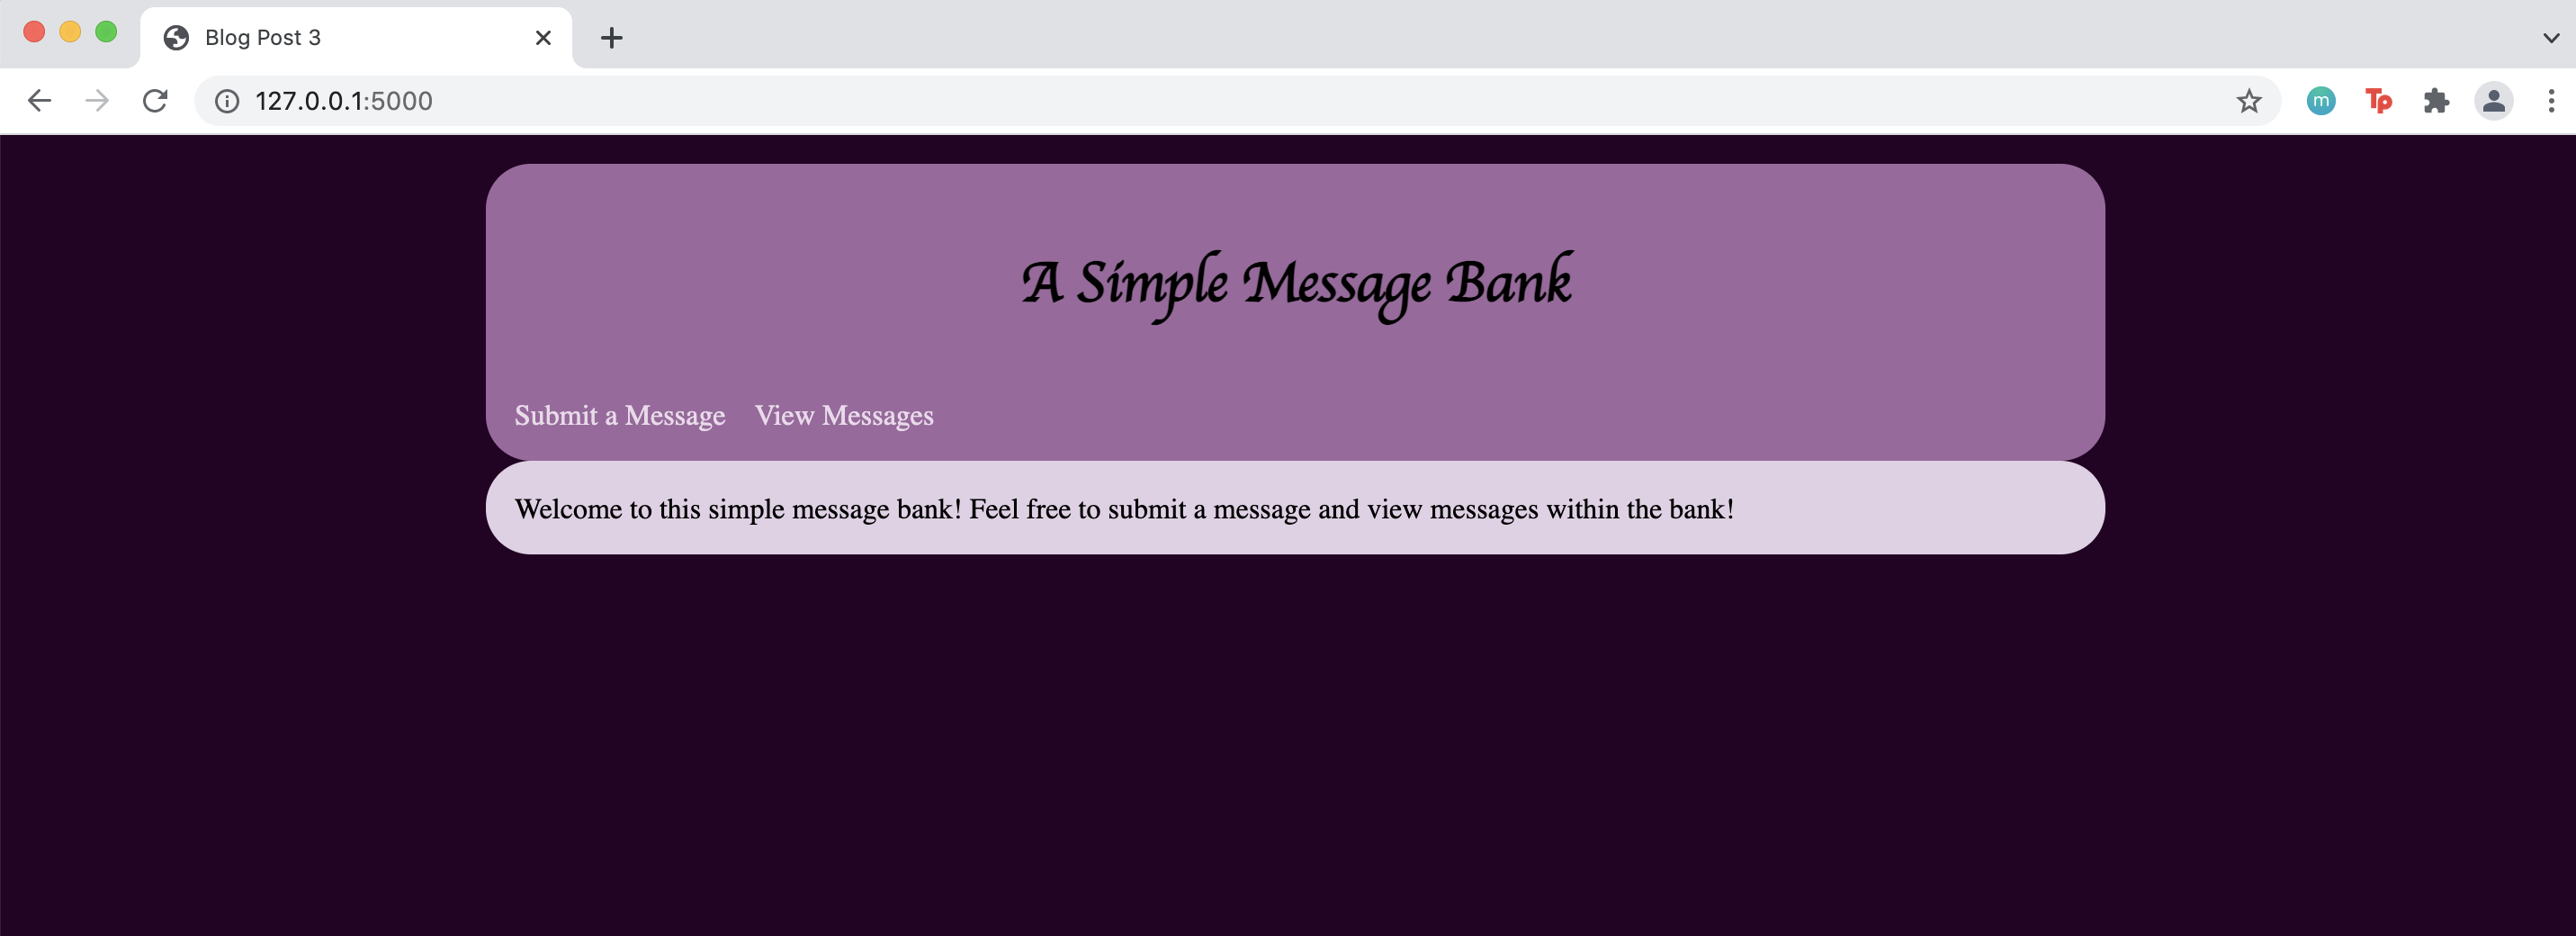 Blog Post 3
127.0.0.1:5000
m
Tp
A Simple Message Bank
Submit a Message View Messages
Welcome to this simple message bank! Feel free to submit a message and view messages within the bank!